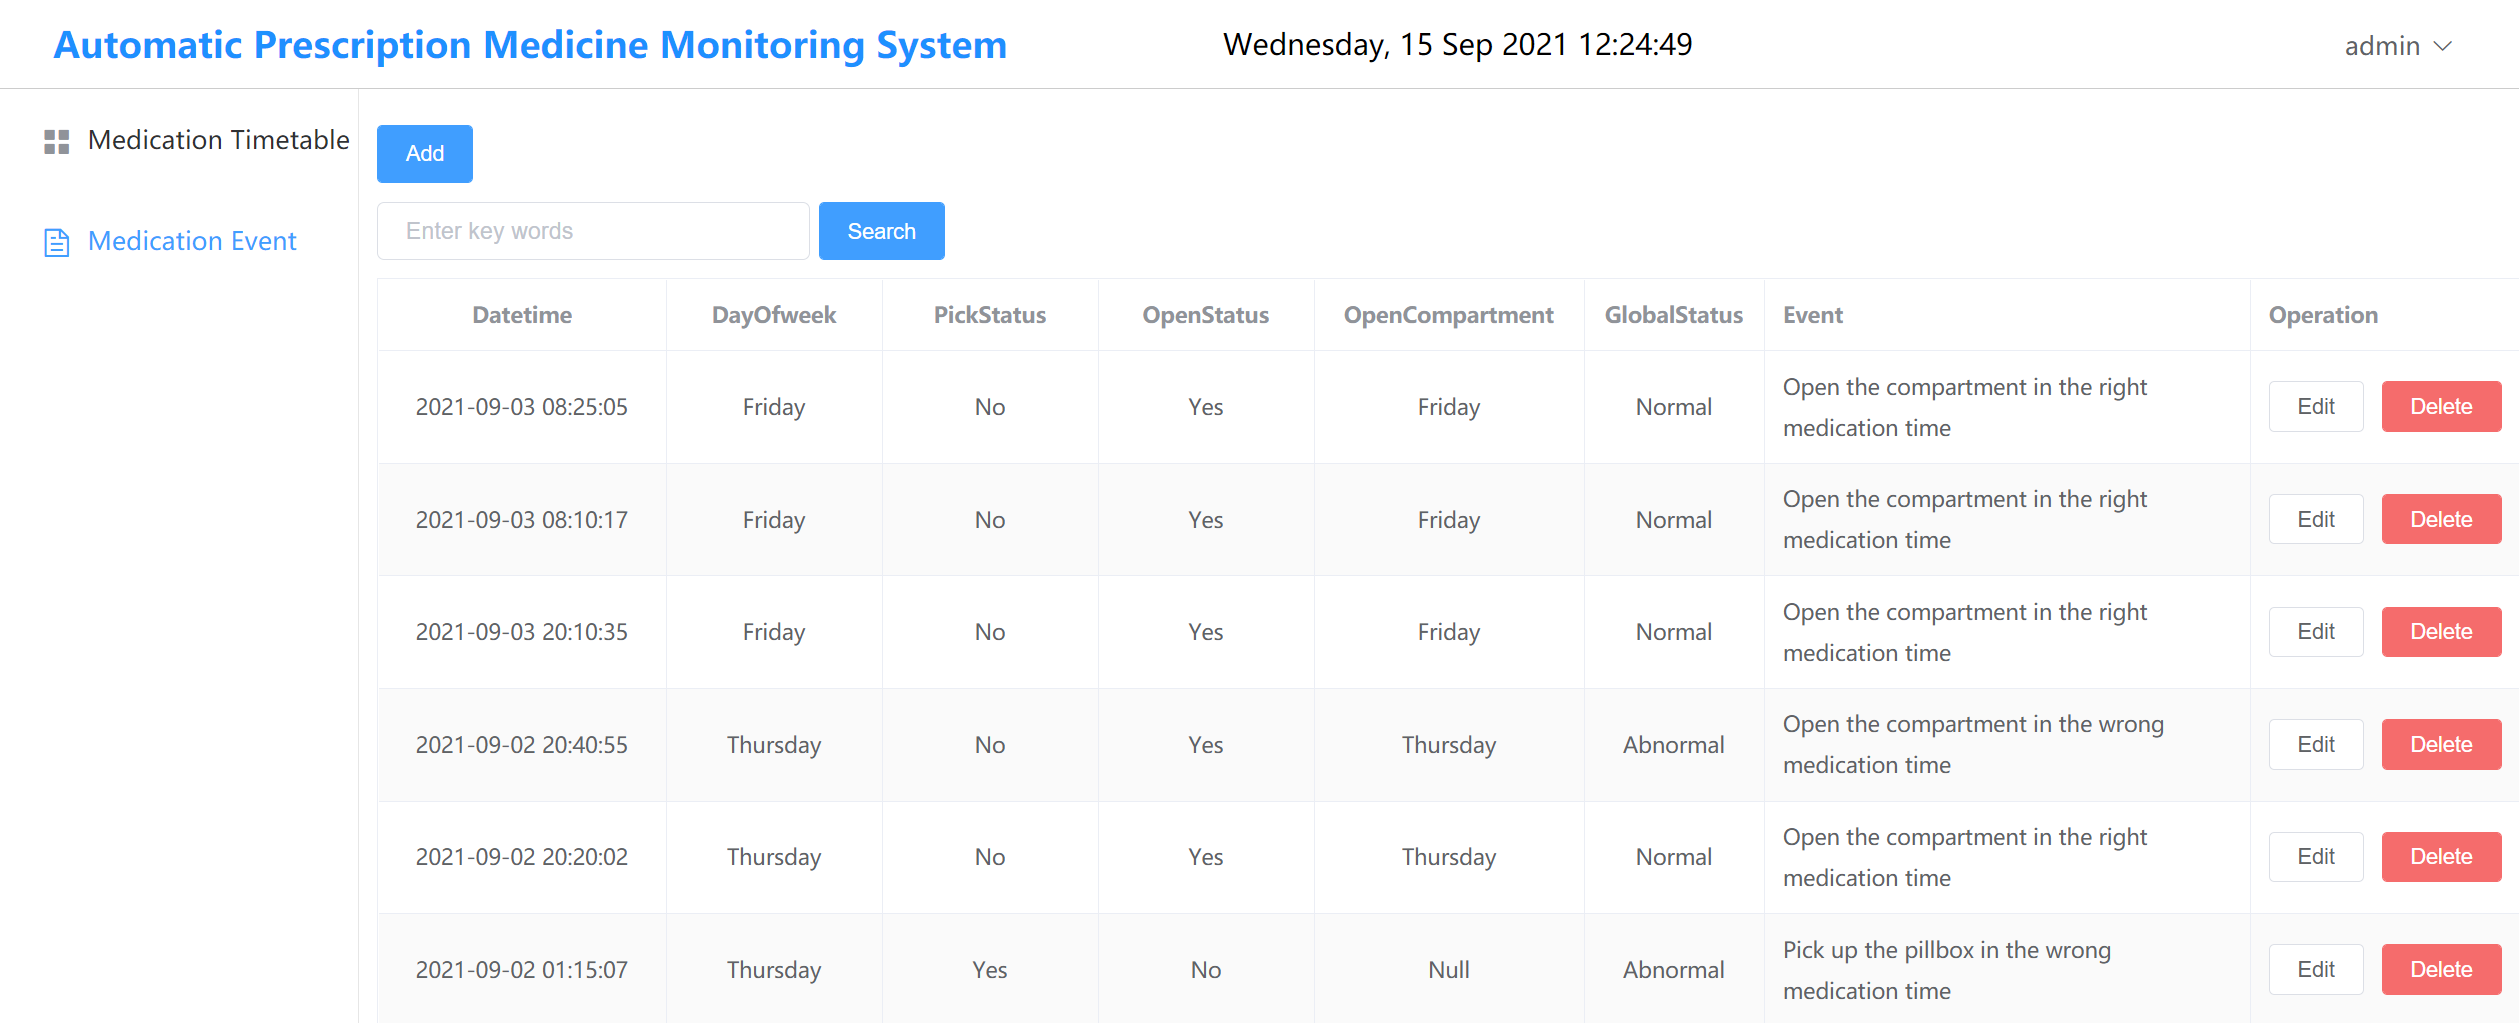 Automatic Prescription Medicine Monitoring System Wednesday, 15 Sep 2021 12:24:49 admin
Medication Timetable
Medication Event
Add
Enter key words Search
Datetime DayOfweek PickStatus OpenStatus OpenCompartment GlobalStatus Event Operation
2021-09-03 08:25:05 Friday No Yes Friday Normal Open the compartment in the right
medication time Edit Delete
2021-09-03 08:10:17 Friday No Yes Friday Normal Open the compartment in the right
medication time Edit Delete
2021-09-03 20:10:35 Friday No Yes Friday Normal Open the compartment in the right
medication time Edit Delete
2021-09-02 20:40:55 Thursday No Yes Thursday Abnormal Open the compartment in the wrong
medication time Edit Delete
2021-09-02 20:20:02 Thursday No Yes Thursday Normal Open the compartment in the right
medication time Edit Delete
2021-09-02 01:15:07 Thursday Yes No Null Abnormal Pick up the pillbox in the wrong
medication time Edit Delete